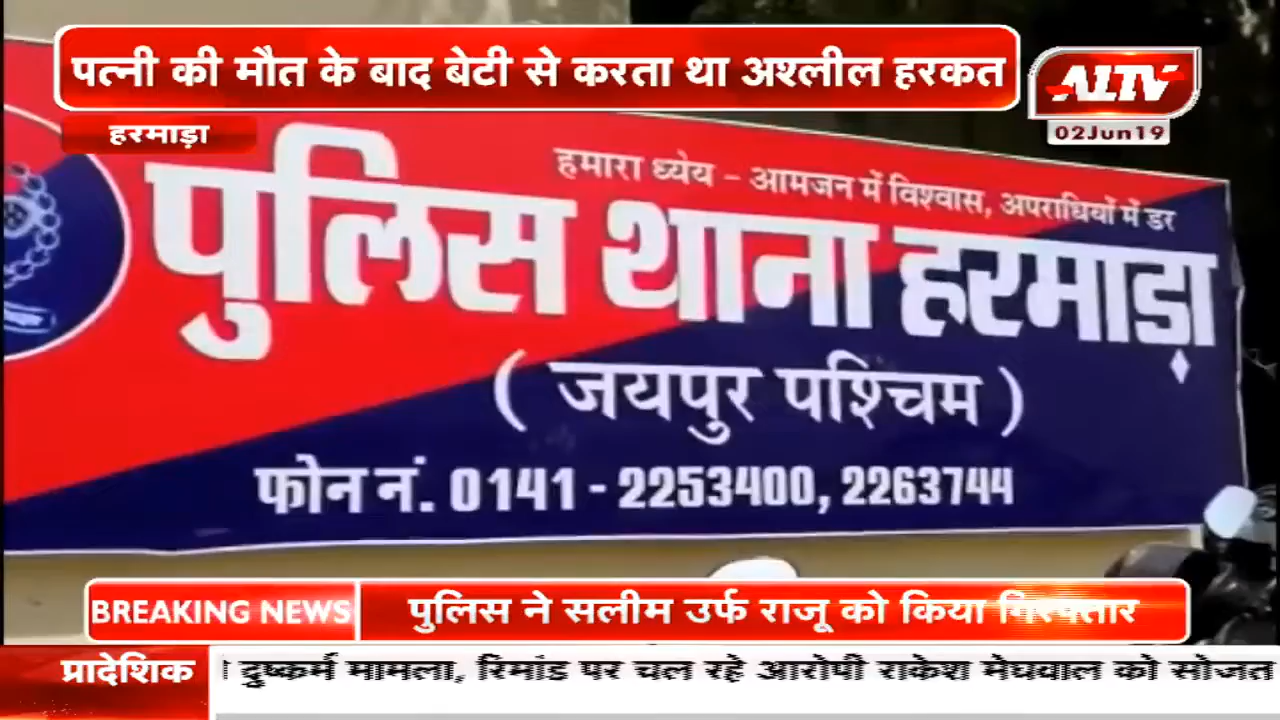 पत्नी की मौत के बाद बेटी से करता था अश्लील हरकत
ALTV
02Jun19
हरमाड़ा
हमारा ध्येय - आमजन में विश्वास, अपराधियों में डर
पुलिस थाना हरमाड़ा
( जयपुर पश्चिम )
फोन नं. 0141 - 2253400, 2263744
BREAKING NEWS
पुलिस ने सलीम उर्फ राजू को किया गिरफ्तार
प्रादेशिक
दुष्कर्म मामला, रिमांड पर चल रहे आरोपी राकेश मेघवाल को सोजत